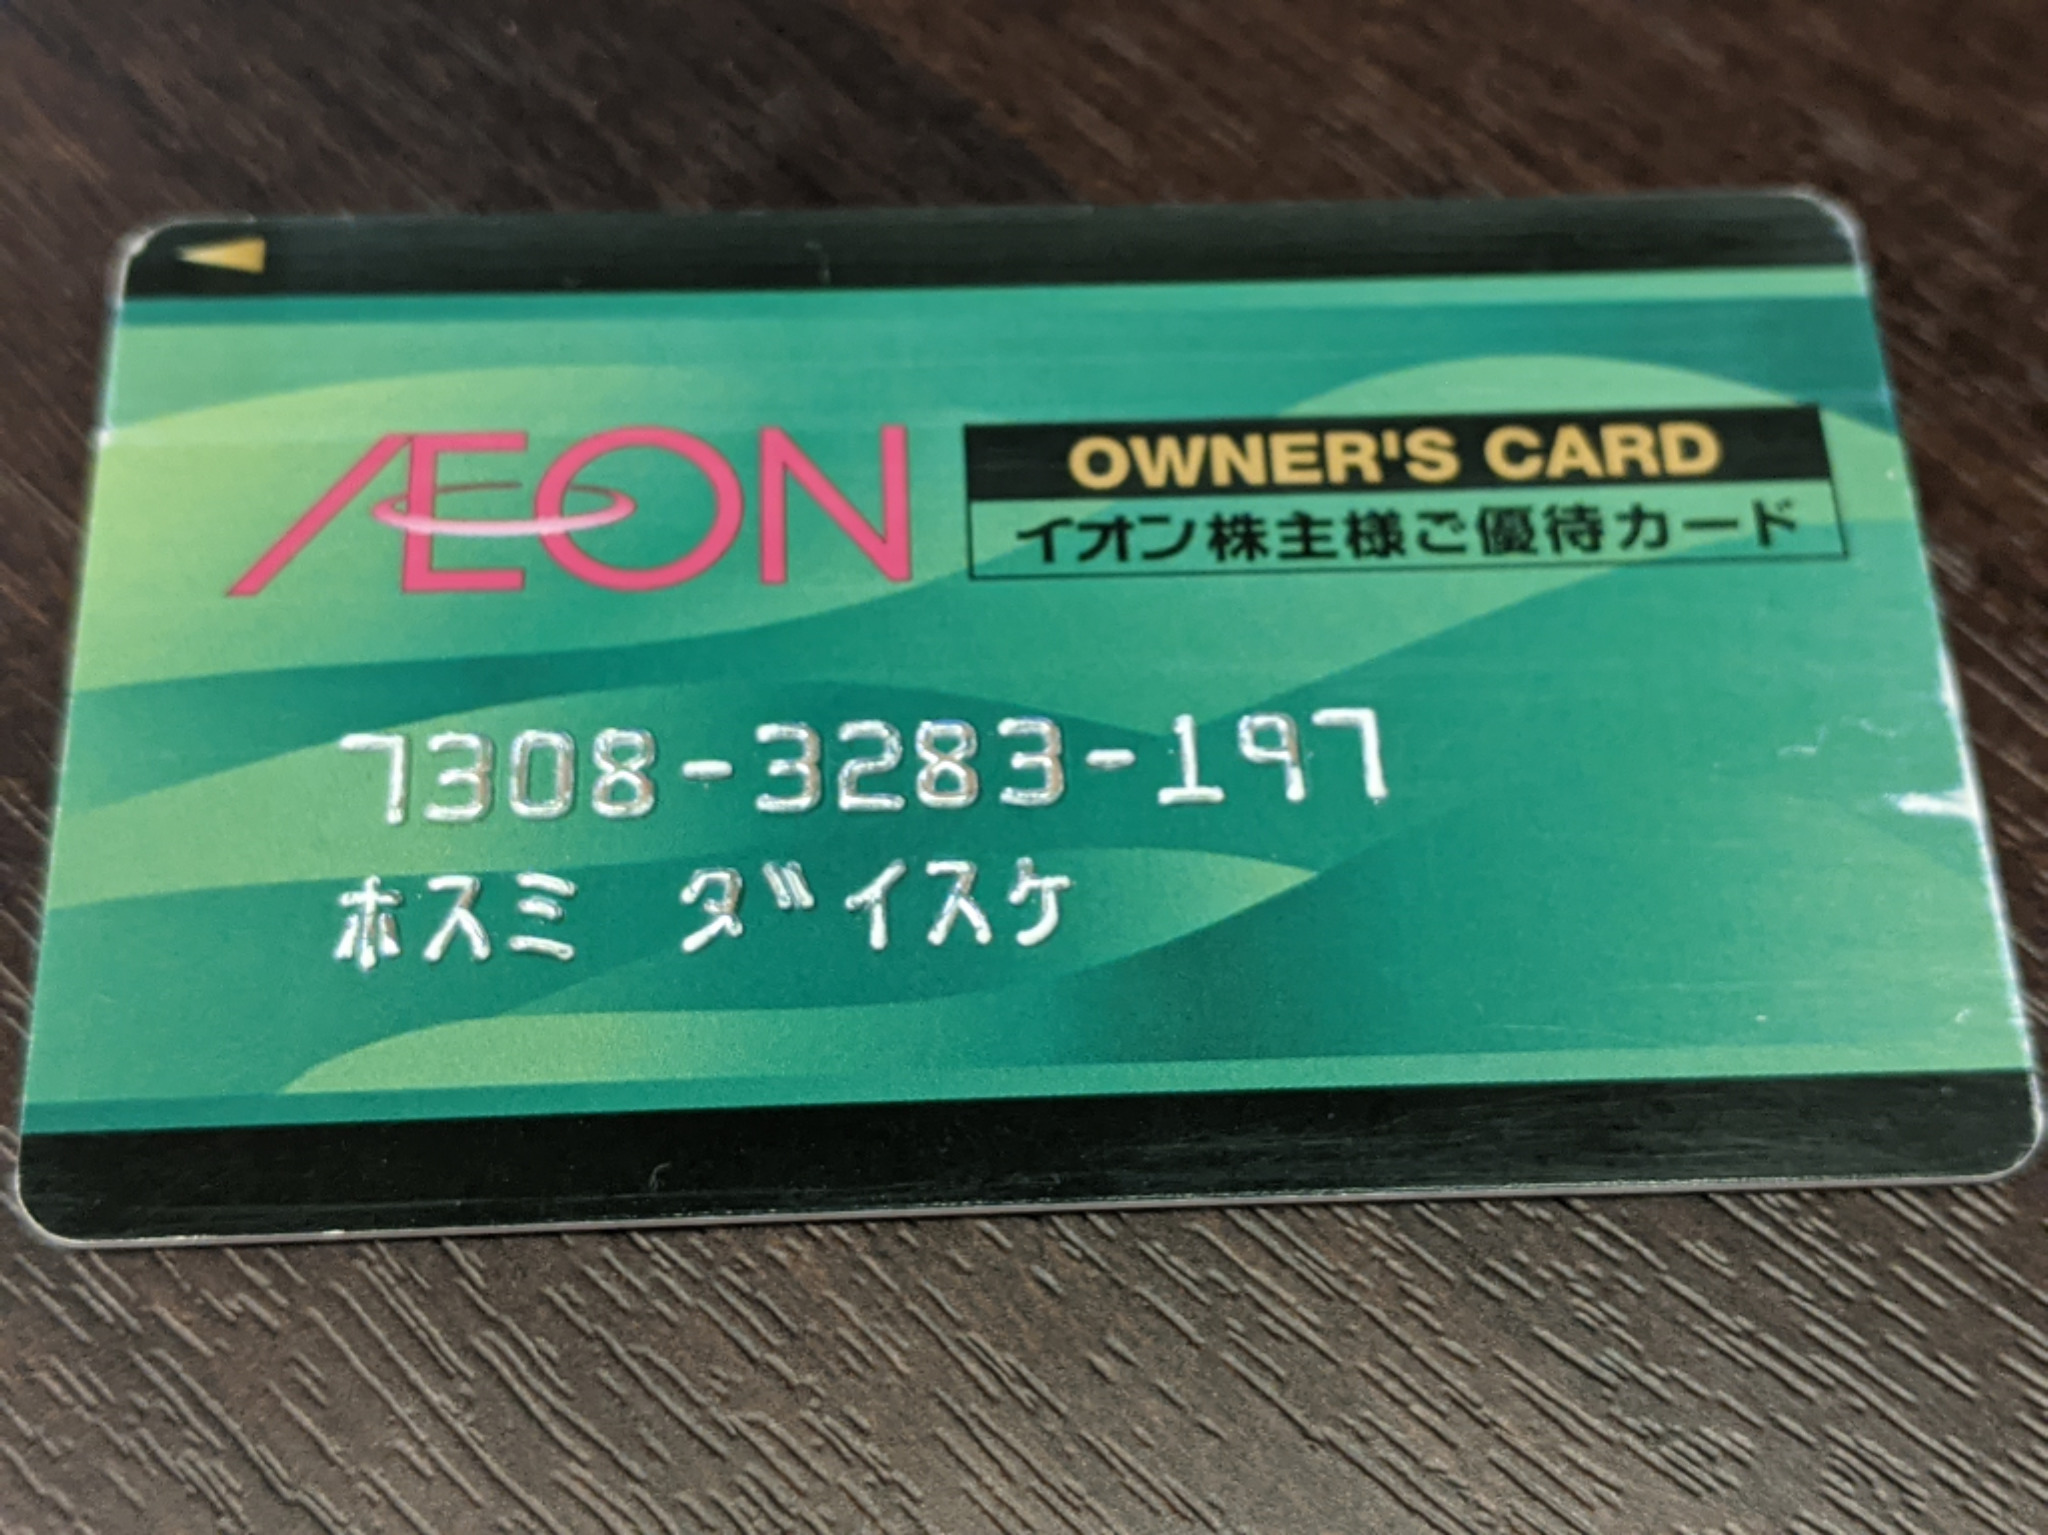 ÆON
OWNER'S CARD
イオン株主様ご優待カード
7308-3283-197
ホスミ ダイスケ